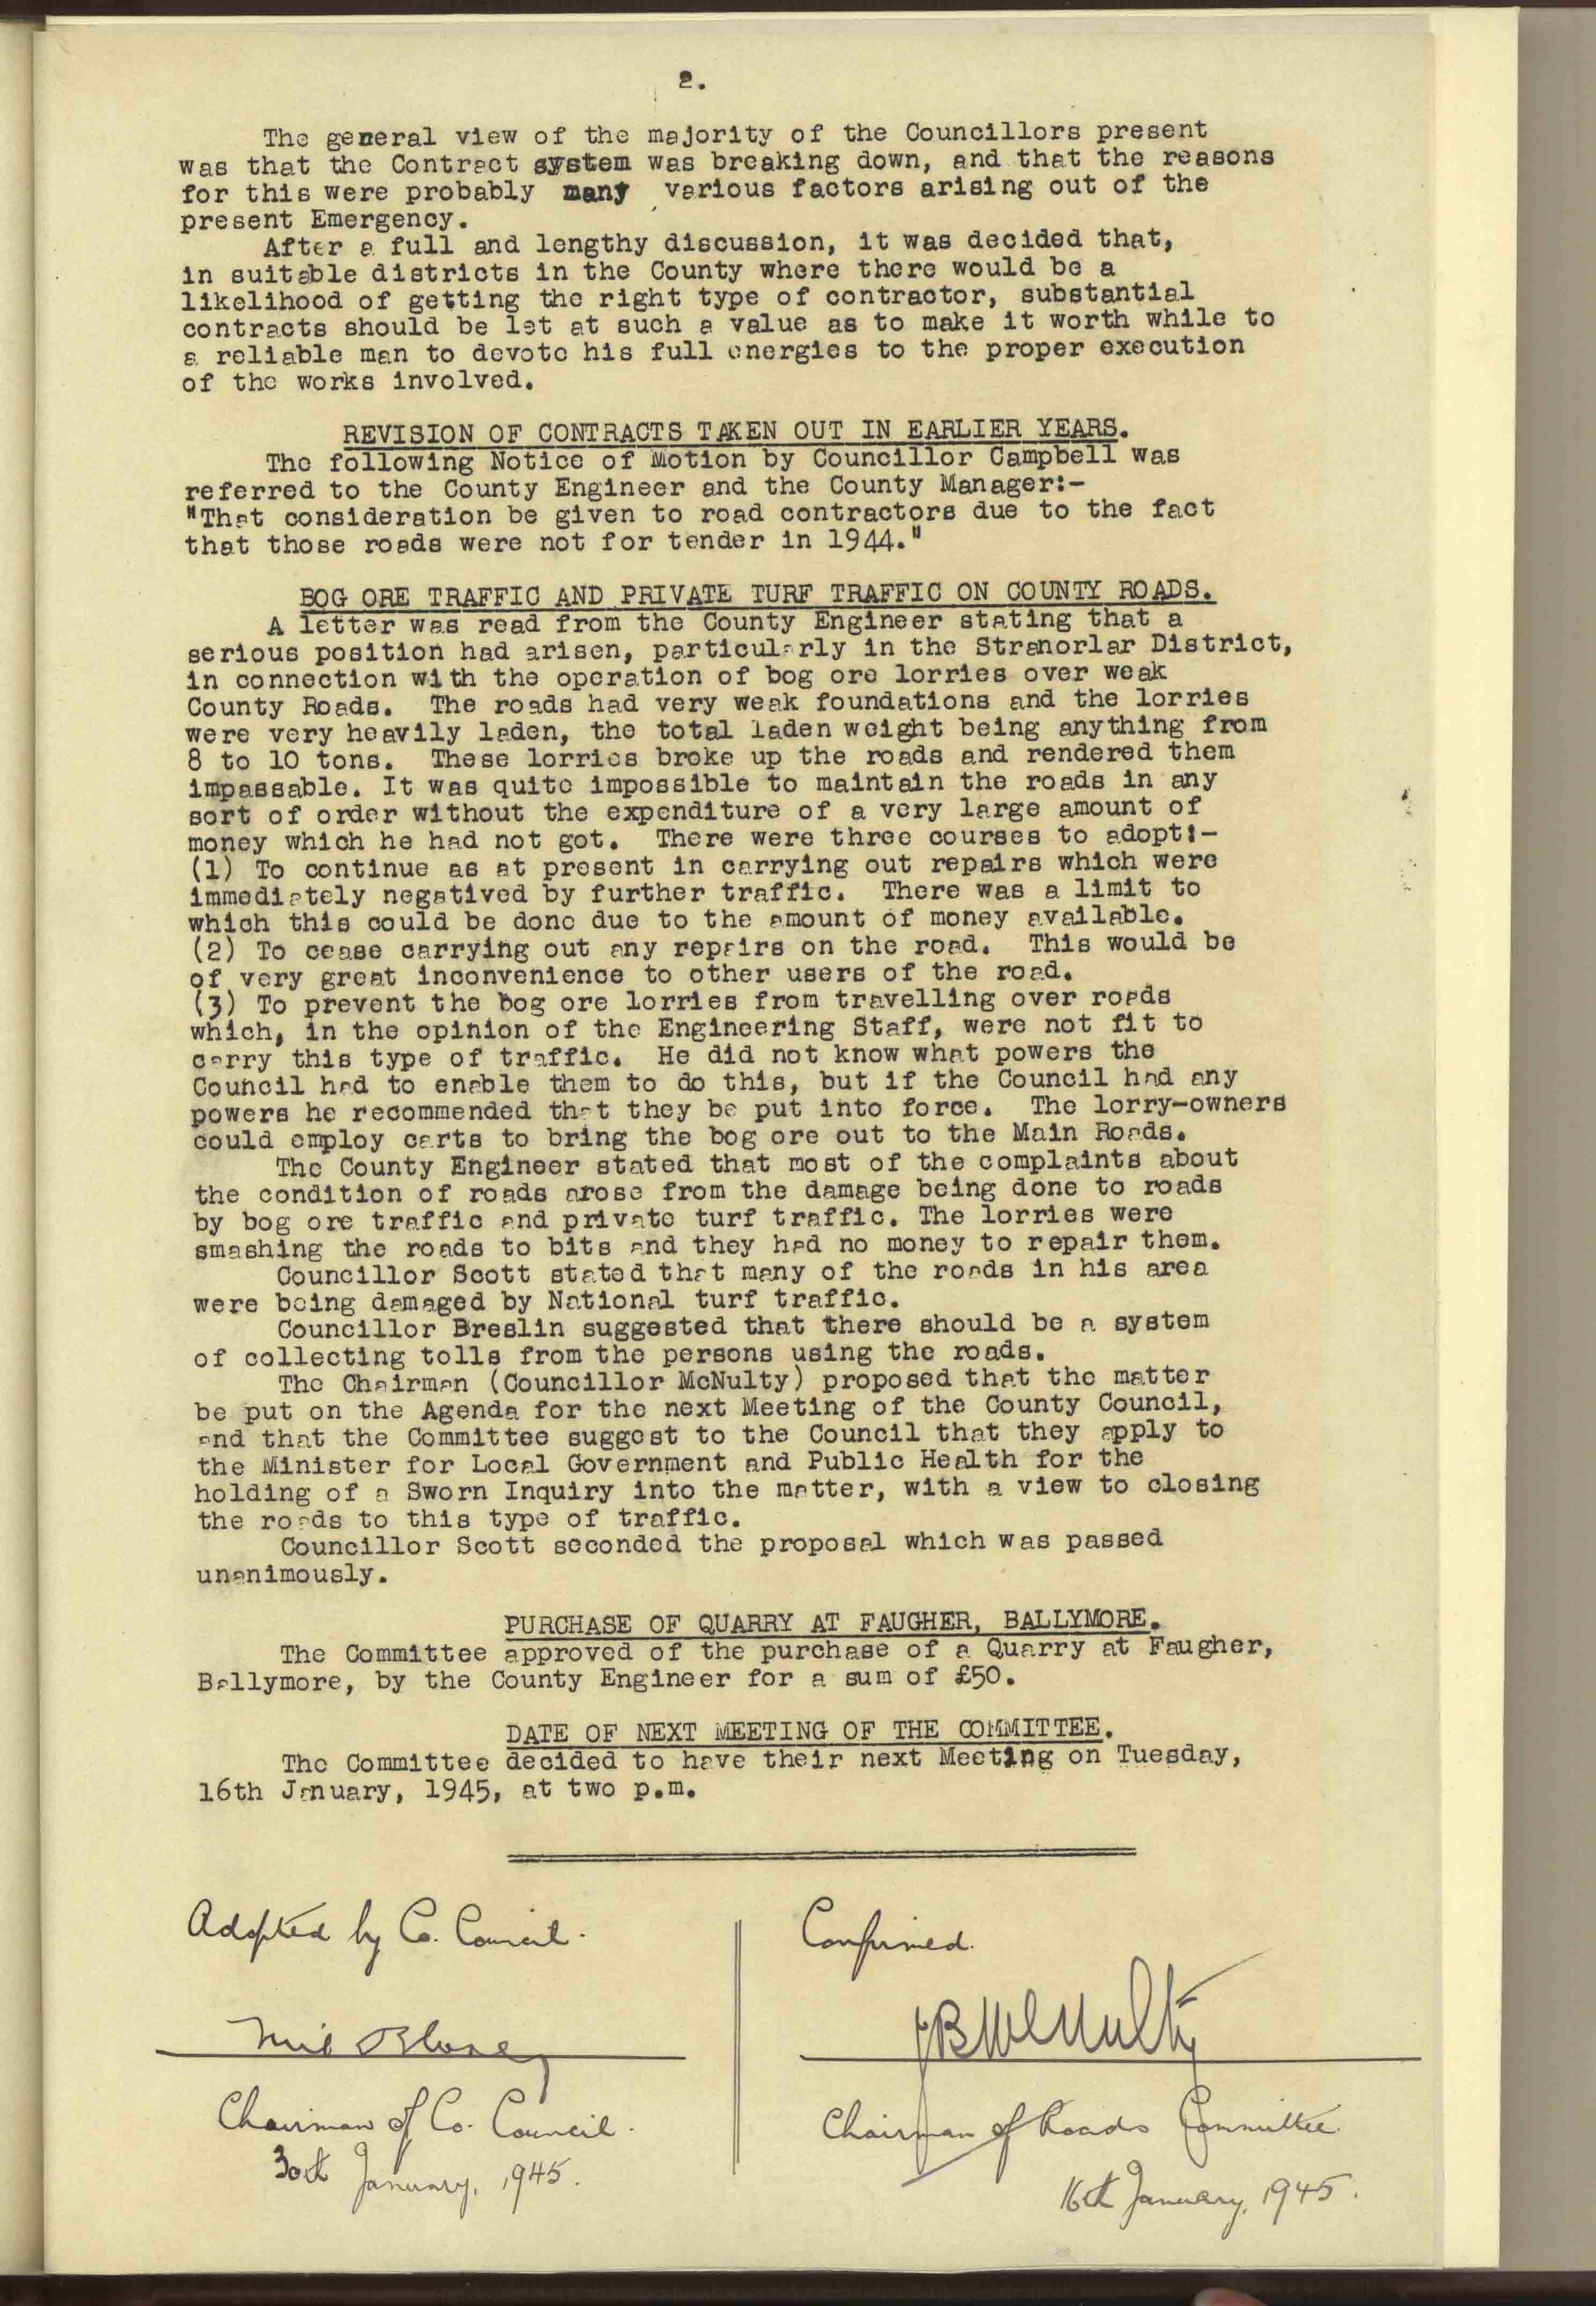 2.
The general view of the majority of the Councillors present
was that the Contract system was breaking down, and that the reasons
for this were probably many various factors arising out of the
present Emergency.
After a full and lengthy discussion, it was decided that,
in suitable districts in the County where there would be a
likelihood of getting the right type of contractor, substantial
contracts should be let at such a value as to make it worth while to
a reliable man to devote his full energies to the proper execution
of the works involved.
REVISION OF CONTRACTS TAKEN OUT IN EARLIER YEARS.
The following Notice of Motion by Councillor Campbell was
referred to the County Engineer and the County Manager:-
"That consideration be given to road contractors due to the fact
that those roads were not for tender in 1944."
BOG ORE TRAFFIC AND PRIVATE TURF TRAFFIC ON COUNTY ROADS.
A letter was read from the County Engineer stating that a
serious position had arisen, particularly in the Stranorlar District,
in connection with the operation of bog ore lorries over weak
County Roads. The roads had very weak foundations and the lorries
were very heavily laden, the total laden weight being anything from
8 to 10 tons. These lorries broke up the roads and rendered them
impassable. It was quite impossible to maintain the roads in any
sort of order without the expenditure of a very large amount of
money which he had not got. There were three courses to adopt:-
(1) To continue as at present in carrying out repairs which were
immediately negatived by further traffic. There was a limit to
which this could be done due to the amount of money available.
(2) To cease carrying out any repairs on the road. This would be
of very great inconvenience to other users of the road.
(3) To prevent the bog ore lorries from travelling over roads
which, in the opinion of the Engineering Staff, were not fit to
carry this type of traffic. He did not know what powers the
Council had to enable them to do this, but if the Council had any
powers he recommended that they be put into force. The lorry-owners
could employ carts to bring the bog ore out to the Main Roads.
The County Engineer stated that most of the complaints about
the condition of roads arose from the damage being done to roads
by bog ore traffic and private turf traffic. The lorries were
smashing the roads to bits and they had no money to repair them.
Councillor Scott stated that many of the roads in his area
were being damaged by National turf traffic.
Councillor Breslin suggested that there should be a system
of collecting tolls from the persons using the roads.
The Chairman (Councillor McNulty) proposed that the matter
be put on the Agenda for the next Meeting of the County Council,
and that the Committee suggest to the Council that they apply to
the Minister for Local Government and Public Health for the
holding of a Sworn Inquiry into the matter, with a view to closing
the roads to this type of traffic.
Councillor Scott seconded the proposal which was passed
unanimously.
PURCHASE OF QUARRY AT FAUGHER, BALLYMORE.
The Committee approved of the purchase of a Quarry at Faugher,
Ballymore, by the County Engineer for a sum of £50.
DATE OF NEXT MEETING OF THE COMMITTEE.
The Committee decided to have their next Meeting on Tuesday,
16th January, 1945, at two p.m.
Adopted by Co. Council.
Neil Blaney
Chairman of Co. Council.
30th January, 1945.
Confirmed.
JB McNulty
Chairman of Roads Committee.
16th January, 1945.